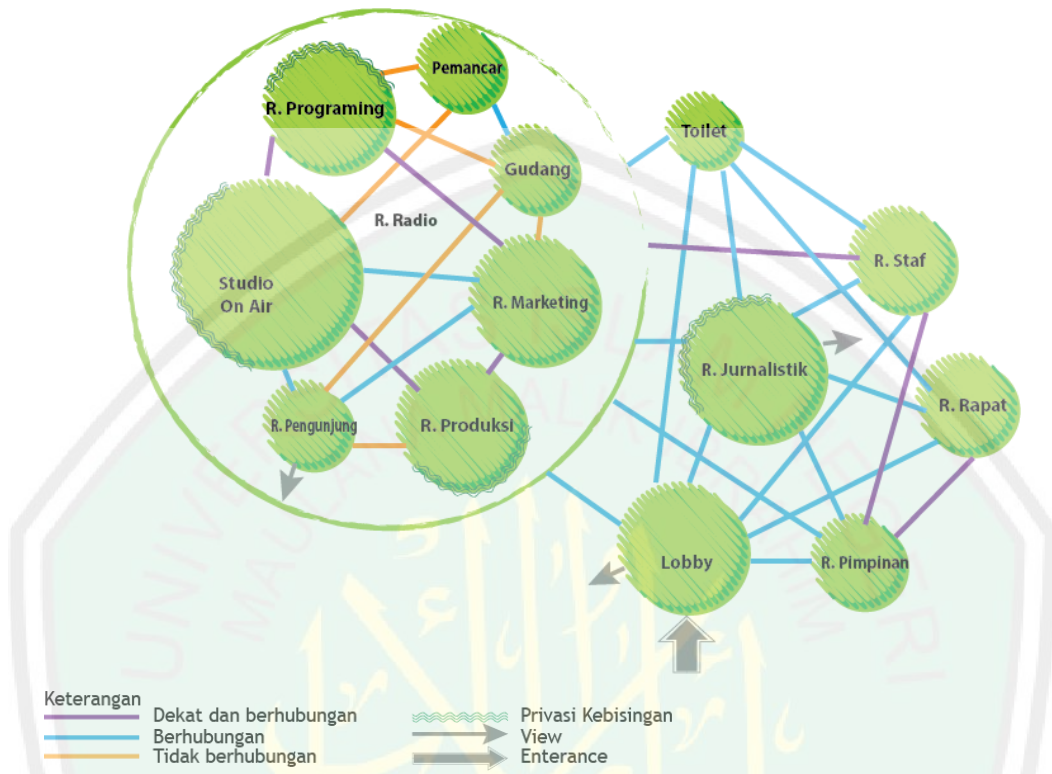 Pemancar
R. Programing
Toilet
Gudang
R. Radio
R. Staf
Studio
On Air
R. Marketing
R. Jurnalistik
R. Rapat
R. Pengunjung
R. Produksi
Lobby
R. Pimpinan
Keterangan
Dekat dan berhubungan
Berhubungan
Tidak berhubungan
Privasi Kebisingan
View
Enterance